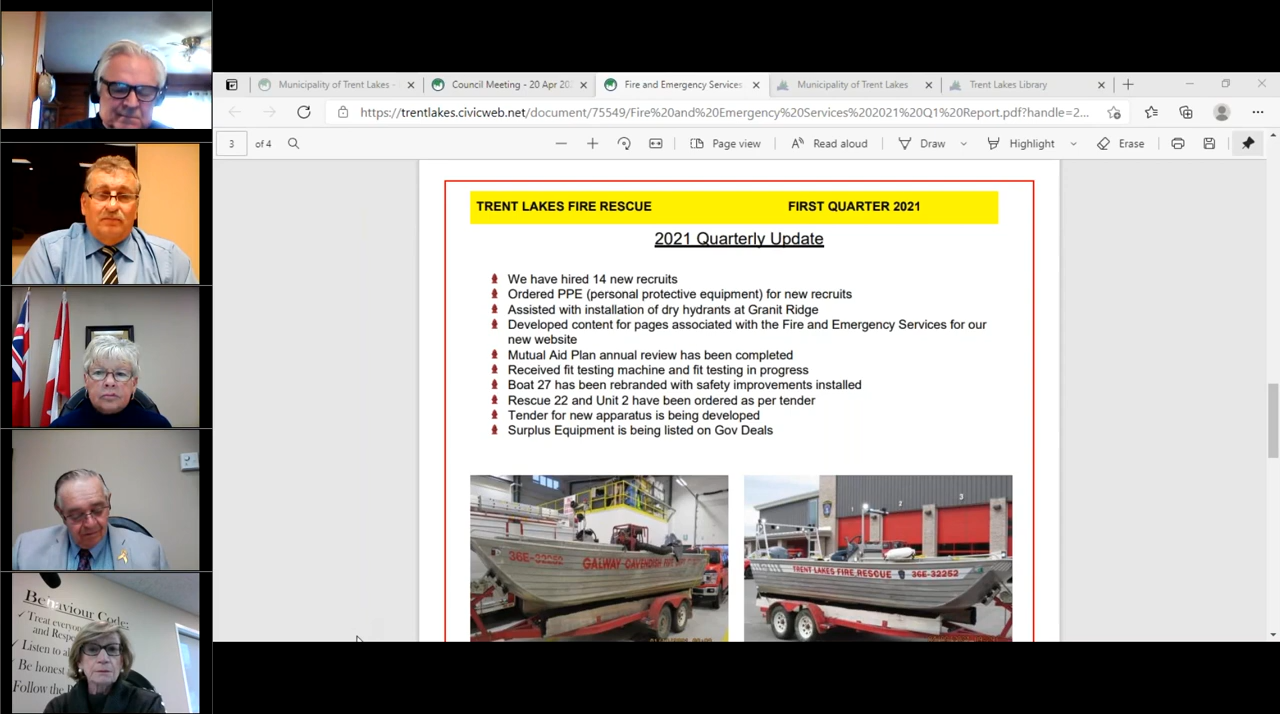 Municipality of Trent Lakes -
Council Meeting - 20 Apr 202
Fire and Emergency Services
Municipality of Trent Lakes
Trent Lakes Library
https://trentlakes.civicweb.net/document/75549/Fire%20and%20Emergency%20Services%202021%20Q1%20Report.pdf?handle=2...
3 of 4
Page view
Read aloud
Draw
Highlight
Erase
TRENT LAKES FIRE RESCUE FIRST QUARTER 2021
2021 Quarterly Update
We have hired 14 new recruits
Ordered PPE (personal protective equipment) for new recruits
Assisted with installation of dry hydrants at Granit Ridge
Developed content for pages associated with the Fire and Emergency Services for our
new website
Mutual Aid Plan annual review has been completed
Received fit testing machine and fit testing in progress
Boat 27 has been rebranded with safety improvements installed
Rescue 22 and Unit 2 have been ordered as per tender
Tender for new apparatus is being developed
Surplus Equipment is being listed on Gov Deals
36E-32252
GALWAY-CAVENDISH FIRE
1 2 3
TRENT LAKES FIRE RESCUE 36E-32252
Behaviour Code:
Treat everyone
and Resp
Listen to
Be honest
Follow the